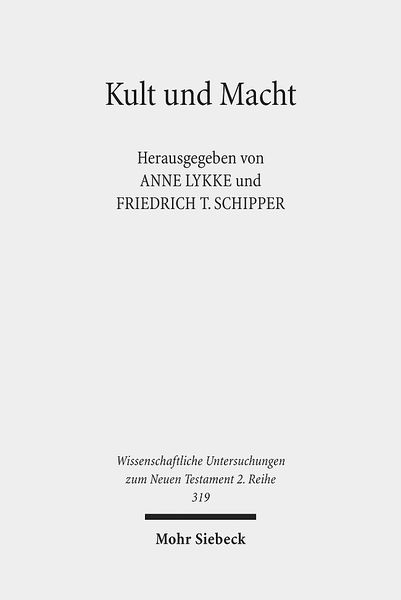 Kult und Macht
Herausgegeben von
ANNE LYKKE und
FRIEDRICH T. SCHIPPER
Wissenschaftliche Untersuchungen
zum Neuen Testament 2. Reihe
319
Mohr Siebeck